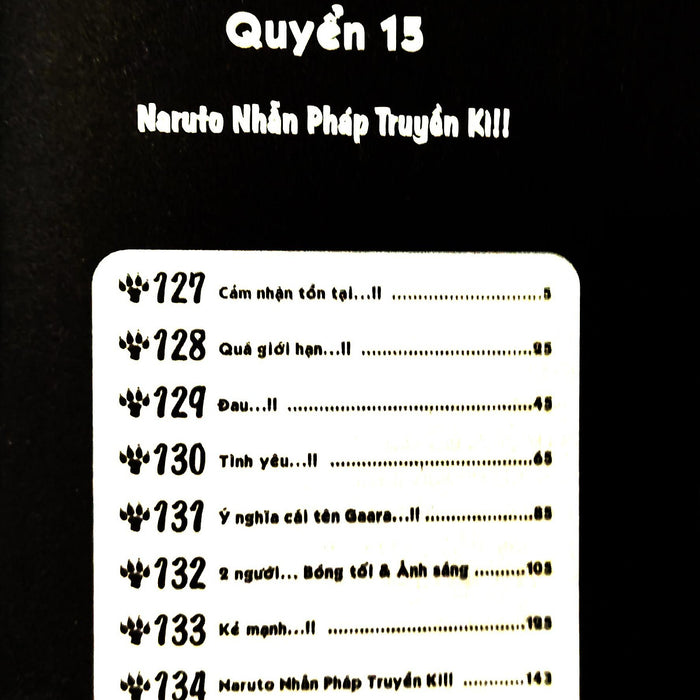 Quyển 15
Naruto Nhẫn Pháp Truyền Kì!!
127 Cảm nhận tồn tại...!! 5
128 Quá giới hạn...!! 25
129 Đau...!! 45
130 Tình yêu...!! 65
131 Ý nghĩa cái tên Gaara...!! 85
132 2 người... Bóng tối & Ánh sáng 105
133 Kẻ mạnh...!! 125
134 Naruto Nhẫn Pháp Truyền Kì!! 143